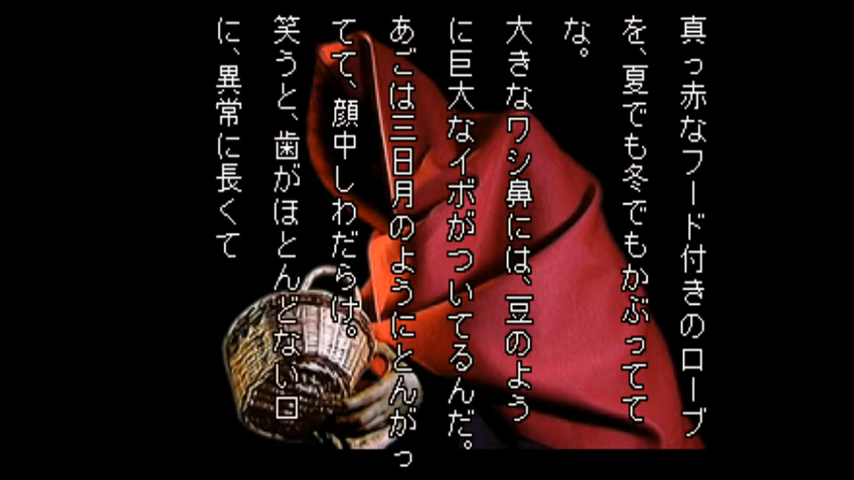 真っ赤なフード付きのローブ
を、夏でも冬でもかぶってて
な。
大きなワシ鼻には、豆のよう
に巨大なイボがついてるんだ。
あごは三日月のようにとんがっ
てて、顔中しわだらけ。
笑うと、歯がほとんどない口
に、異常に長くて